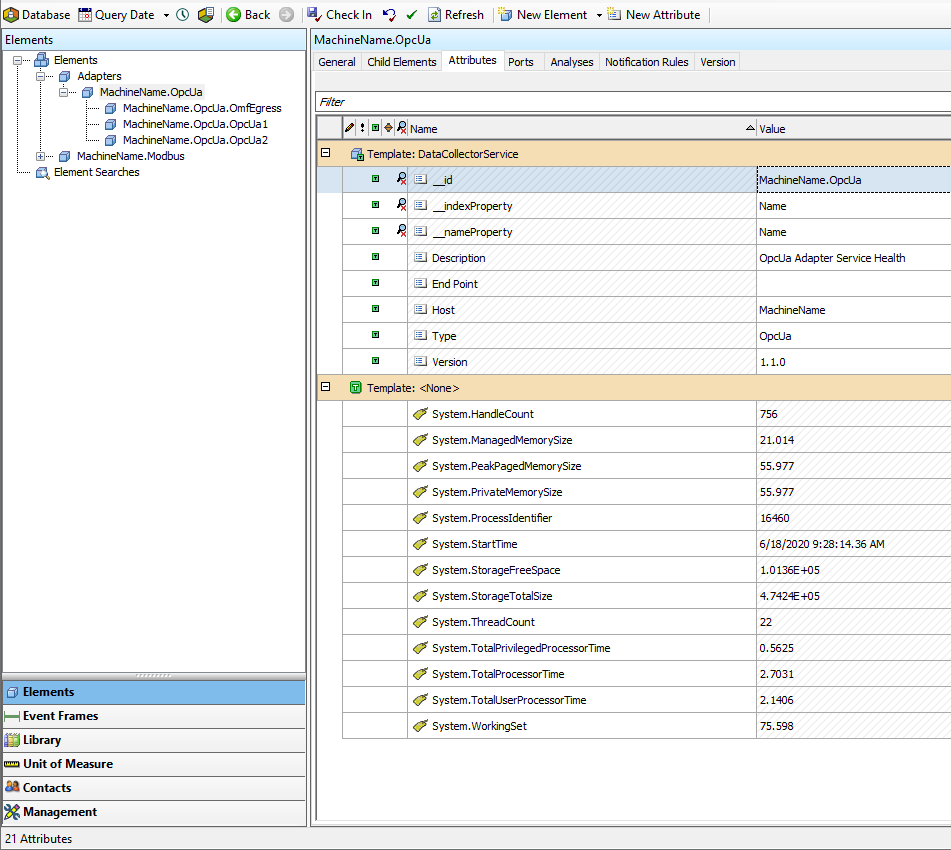 Database Query Date Back Check In Refresh New Element New Attribute
Elements
Elements
Adapters
MachineName.OpcUa
MachineName.OpcUa.OmfEgress
MachineName.OpcUa.OpcUa1
MachineName.OpcUa.OpcUa2
MachineName.Modbus
Element Searches
Elements
Event Frames
Library
Unit of Measure
Contacts
Management
MachineName.OpcUa
General Child Elements Attributes Ports Analyses Notification Rules Version
Filter
Name Value
Template: DataCollectorService
__id MachineName.OpcUa
__indexProperty Name
__nameProperty Name
Description OpcUa Adapter Service Health
End Point
Host MachineName
Type OpcUa
Version 1.1.0
Template: <None>
System.HandleCount 756
System.ManagedMemorySize 21.014
System.PeakPagedMemorySize 55.977
System.PrivateMemorySize 55.977
System.ProcessIdentifier 16460
System.StartTime 6/18/2020 9:28:14.36 AM
System.StorageFreeSpace 1.0136E+05
System.StorageTotalSize 4.7424E+05
System.ThreadCount 22
System.TotalPrivilegedProcessorTime 0.5625
System.TotalProcessorTime 2.7031
System.TotalUserProcessorTime 2.1406
System.WorkingSet 75.598
21 Attributes